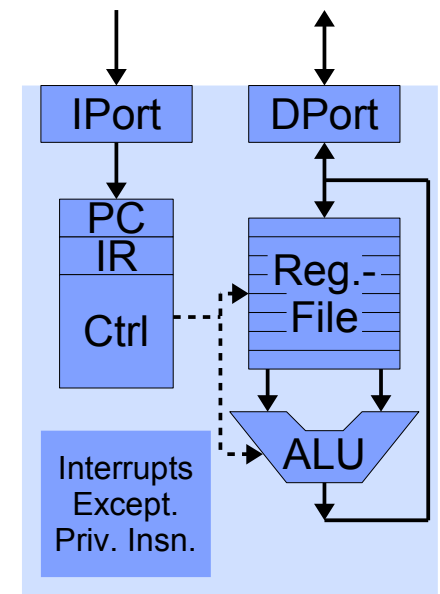 IPort
DPort
PC
IR
Ctrl
Reg.-
File
ALU
Interrupts
Except.
Priv. Insn.